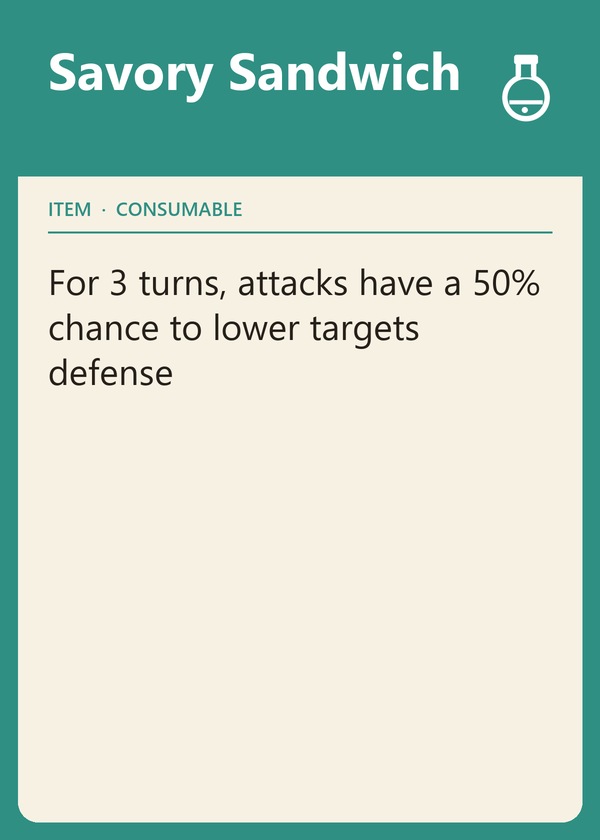 Savory Sandwich
ITEM · CONSUMABLE
For 3 turns, attacks have a 50%
chance to lower targets
defense